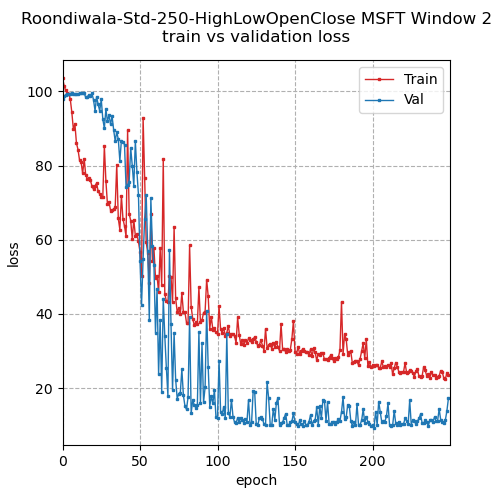 Roondiwala-Std-250-HighLowOpenClose MSFT Window 2
train vs validation loss
Train
Val
100
80
60
40
20
loss
0
50
100
150
200
epoch